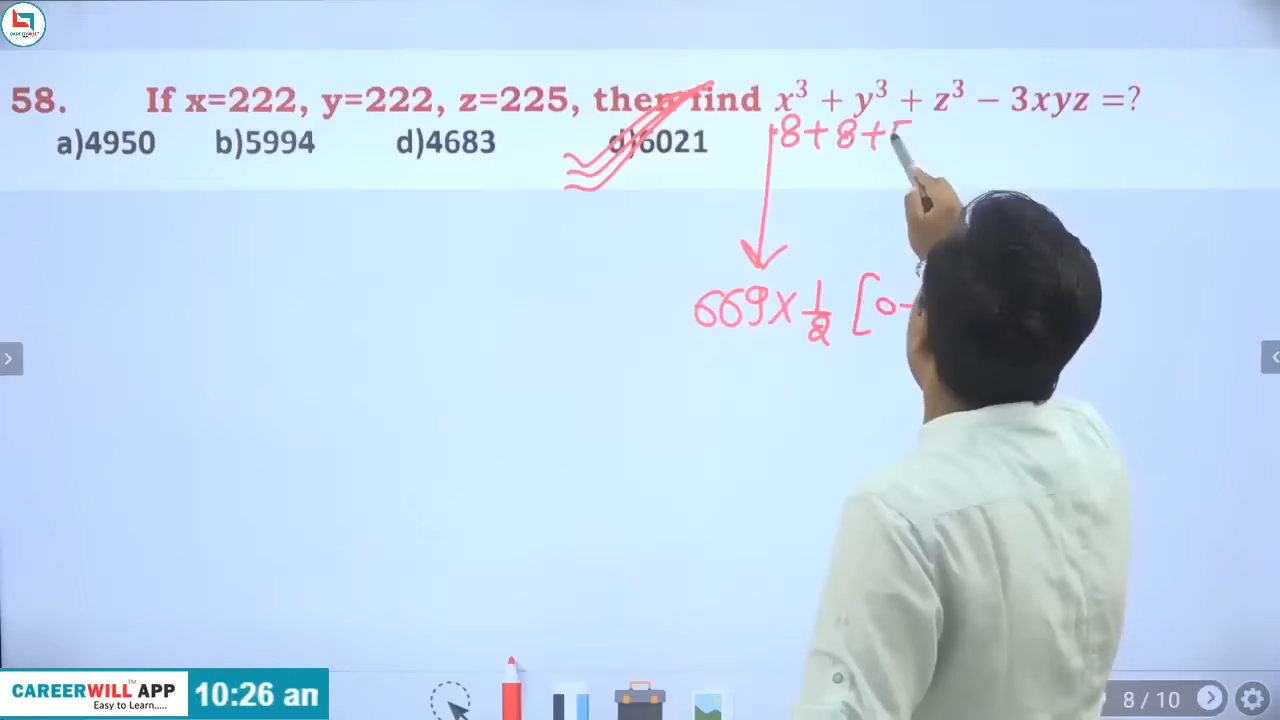 CAREERWILL
58. If x=222, y=222, z=225, then find x³ + y³ + z³ − 3xyz =?
a)4950 b)5994 d)4683 d)6021
8+8+5
669 × 1/2 [0-
CAREERWILL APP
Easy to Learn.....
10:26 an
8 / 10